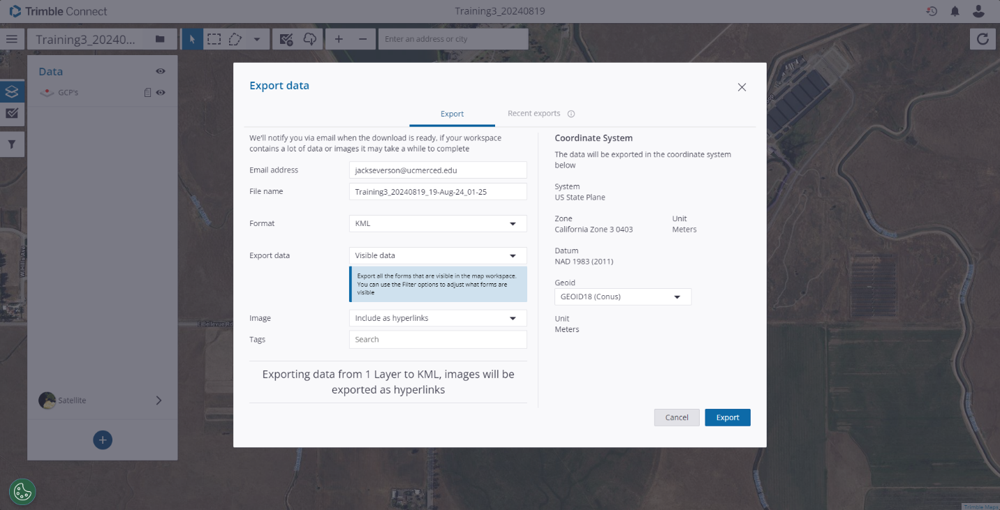 Trimble Connect
Training3_20240819
Training3_20240...
Enter an address or city
Data
GCP's
Satellite
Export data
Export
Recent exports
We'll notify you via email when the download is ready, if your workspace
contains a lot of data or images it may take a while to complete
Email address
jackseverson@ucmerced.edu
File name
Training3_20240819_19-Aug-24_01-25
Format
KML
Export data
Visible data
Export all the forms that are visible in the map workspace.
You can use the Filter options to adjust what forms are
visible
Image
Include as hyperlinks
Tags
Search
Exporting data from 1 Layer to KML, images will be
exported as hyperlinks
Coordinate System
The data will be exported in the coordinate system
below
System
US State Plane
Zone
California Zone 3 0403
Unit
Meters
Datum
NAD 1983 (2011)
Geoid
GEOID18 (Conus)
Unit
Meters
Cancel
Export
E Bellevue Rd
Trimble Maps